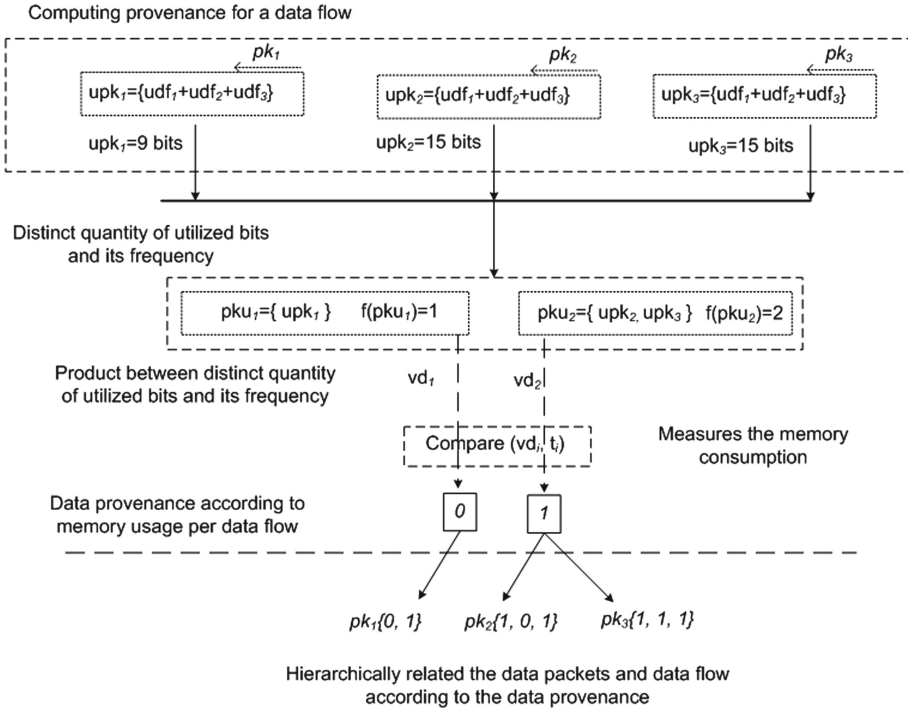 Computing provenance for a data flow
pk1
pk2
pk3
upk1={udf1+udf2+udf3}
upk2={udf1+udf2+udf3}
upk3={udf1+udf2+udf3}
upk1=9 bits
upk2=15 bits
upk3=15 bits
Distinct quantity of utilized bits
and its frequency
pku1={ upk1 } f(pku1)=1
pku2={ upk2, upk3 } f(pku2)=2
Product between distinct quantity
of utilized bits and its frequency
vd1
vd2
Compare (vdi, ti)
Measures the memory
consumption
Data provenance according to
memory usage per data flow
0
1
pk1{0, 1}
pk2{1, 0, 1}
pk3{1, 1, 1}
Hierarchically related the data packets and data flow
according to the data provenance